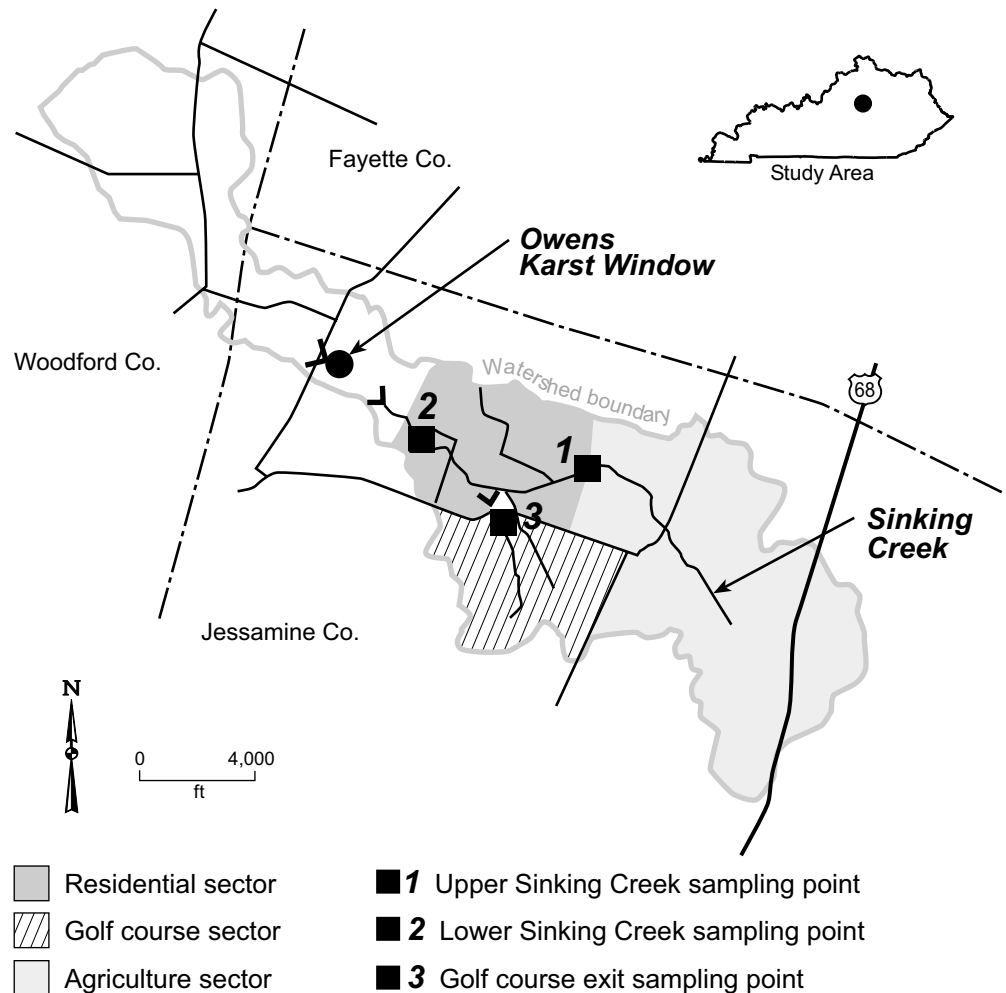 Fayette Co.
Study Area
Owens
Karst Window
Woodford Co.
Watershed boundary
68
2
1
3
Sinking
Creek
Jessamine Co.
N
0 4,000
ft
Residential sector
Golf course sector
Agriculture sector
1 Upper Sinking Creek sampling point
2 Lower Sinking Creek sampling point
3 Golf course exit sampling point